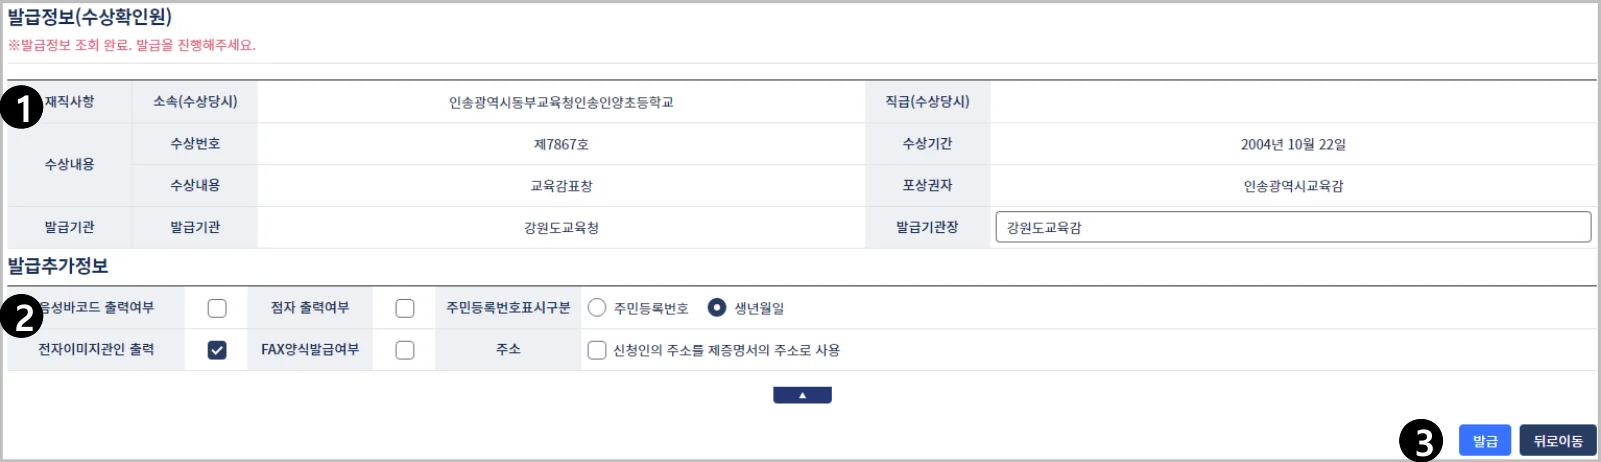 발급정보(수상확인원)
※발급정보 조회 완료. 발급을 진행해주세요.
1 재직사항 소속(수상당시) 인송광역시동부교육청인송인양초등학교 직급(수상당시)
수상내용 수상번호 제7867호 수상기간 2004년 10월 22일
수상내용 교육감표창 포상권자 인송광역시교육감
발급기관 발급기관 강원도교육청 발급기관장 강원도교육감
발급추가정보
2 음성바코드 출력여부 점자 출력여부 주민등록번호표시구분 주민등록번호 생년월일
전자이미지관인 출력 FAX양식발급여부 주소 신청인의 주소를 제증명서의 주소로 사용
▲
3 발급 뒤로이동